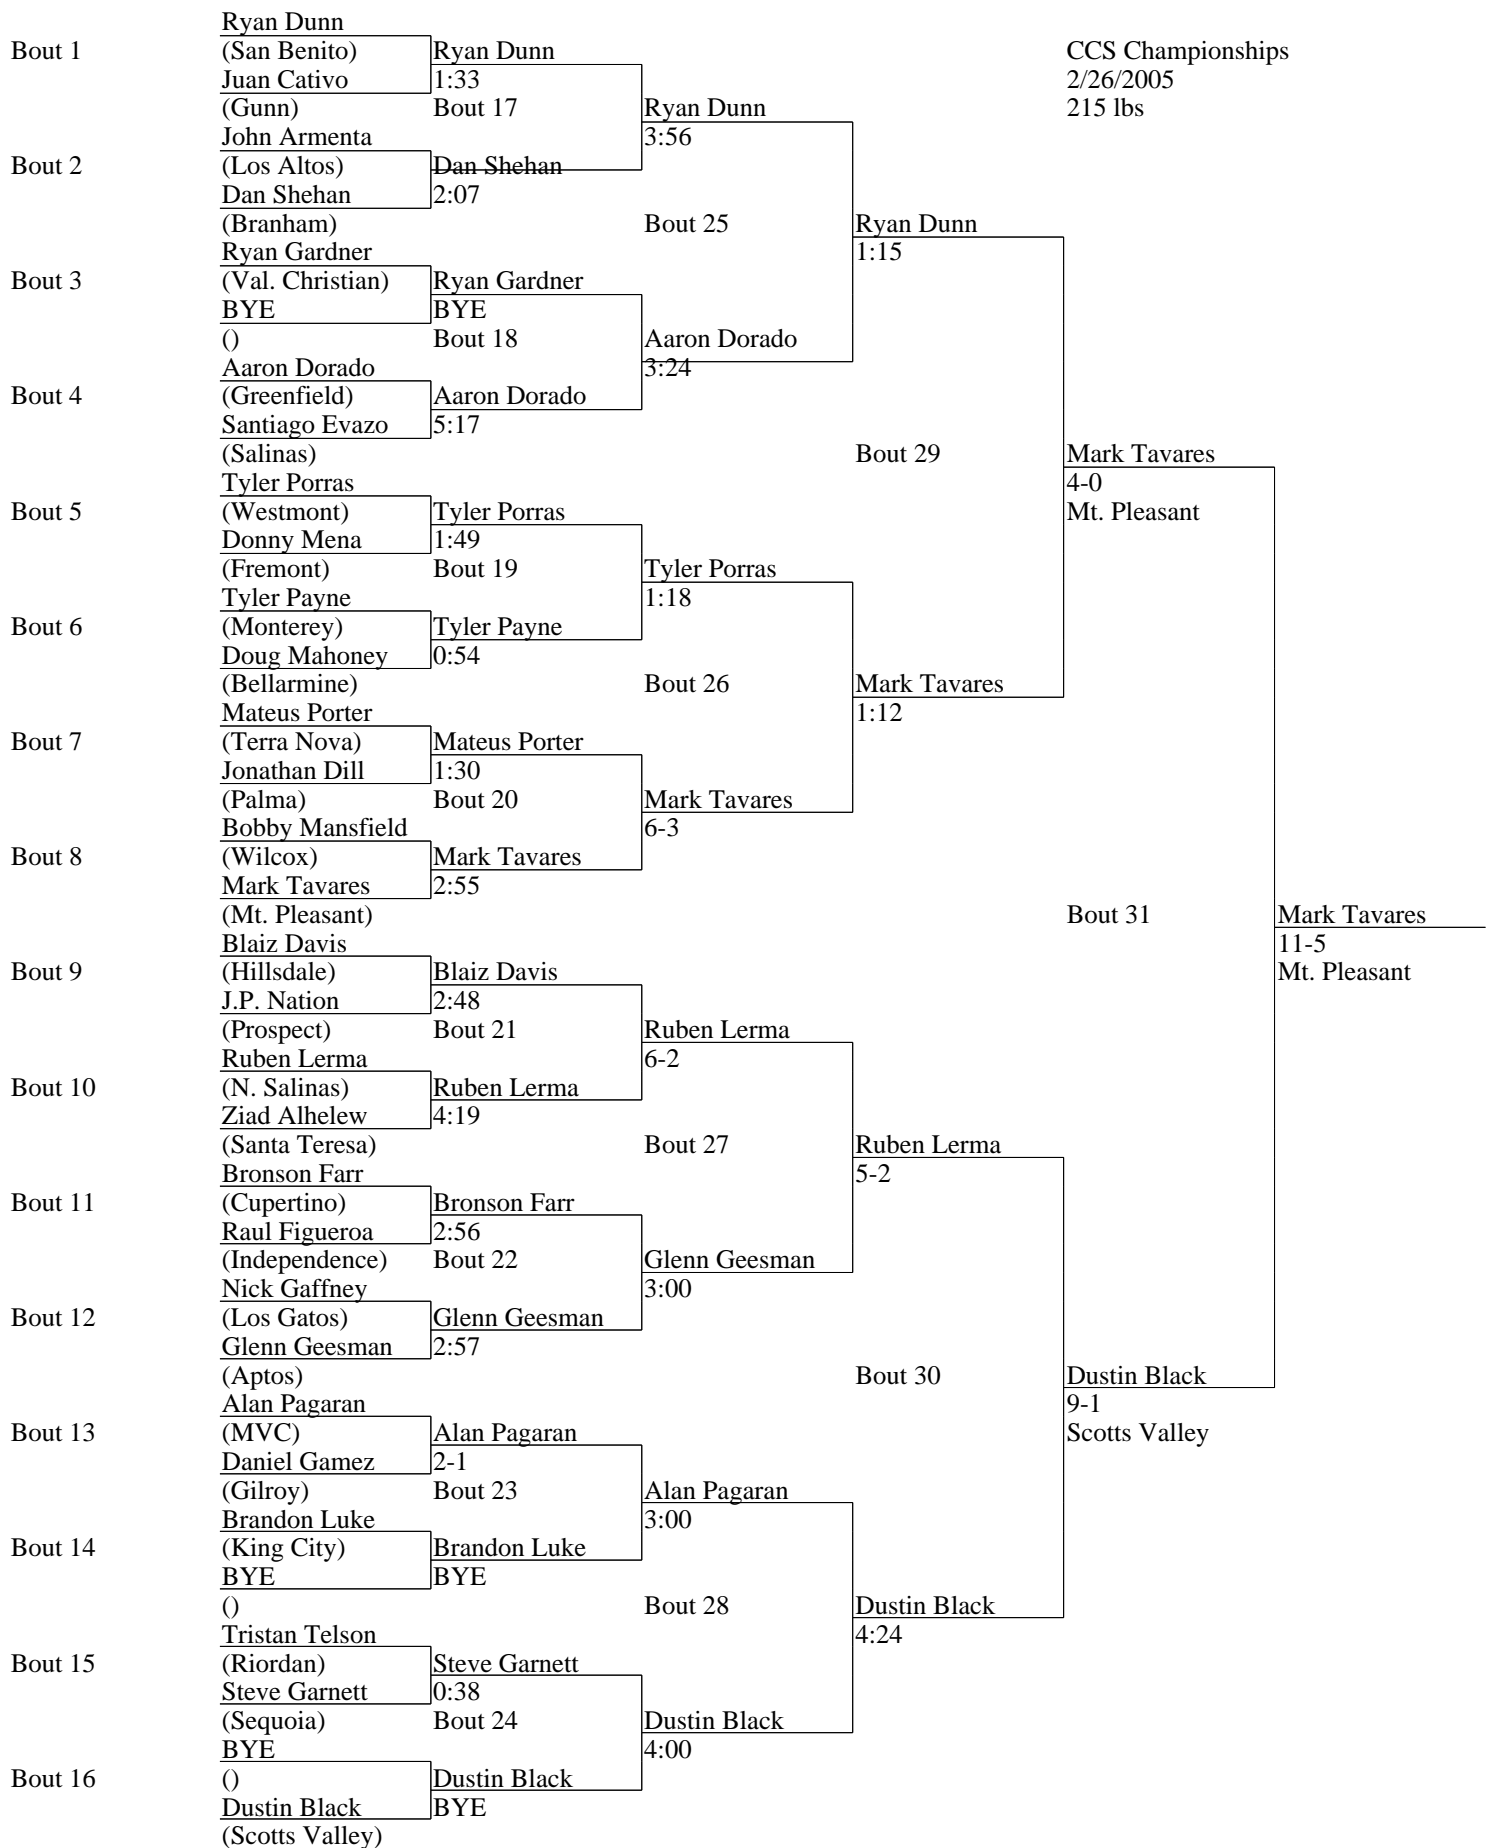 Ryan Dunn
Bout 1 (San Benito) Ryan Dunn CCS Championships
Juan Cativo 1:33 2/26/2005
(Gunn) Bout 17 Ryan Dunn 215 lbs
John Armenta 3:56
Bout 2 (Los Altos) Dan Shehan
Dan Shehan 2:07
(Branham) Bout 25 Ryan Dunn
Ryan Gardner 1:15
Bout 3 (Val. Christian) Ryan Gardner
BYE BYE
() Bout 18 Aaron Dorado
Aaron Dorado 3:24
Bout 4 (Greenfield) Aaron Dorado
Santiago Evazo 5:17
(Salinas) Bout 29 Mark Tavares
Tyler Porras 4-0
Bout 5 (Westmont) Tyler Porras Mt. Pleasant
Donny Mena 1:49
(Fremont) Bout 19 Tyler Porras
Tyler Payne 1:18
Bout 6 (Monterey) Tyler Payne
Doug Mahoney 0:54
(Bellarmine) Bout 26 Mark Tavares
Mateus Porter 1:12
Bout 7 (Terra Nova) Mateus Porter
Jonathan Dill 1:30
(Palma) Bout 20 Mark Tavares
Bobby Mansfield 6-3
Bout 8 (Wilcox) Mark Tavares
Mark Tavares 2:55
(Mt. Pleasant) Bout 31 Mark Tavares
Blaiz Davis 11-5
Bout 9 (Hillsdale) Blaiz Davis Mt. Pleasant
J.P. Nation 2:48
(Prospect) Bout 21 Ruben Lerma
Ruben Lerma 6-2
Bout 10 (N. Salinas) Ruben Lerma
Ziad Alhelew 4:19
(Santa Teresa) Bout 27 Ruben Lerma
Bronson Farr 5-2
Bout 11 (Cupertino) Bronson Farr
Raul Figueroa 2:56
(Independence) Bout 22 Glenn Geesman
Nick Gaffney 3:00
Bout 12 (Los Gatos) Glenn Geesman
Glenn Geesman 2:57
(Aptos) Bout 30 Dustin Black
Alan Pagaran 9-1
Bout 13 (MVC) Alan Pagaran Scotts Valley
Daniel Gamez 2-1
(Gilroy) Bout 23 Alan Pagaran
Brandon Luke 3:00
Bout 14 (King City) Brandon Luke
BYE BYE
() Bout 28 Dustin Black
Tristan Telson 4:24
Bout 15 (Riordan) Steve Garnett
Steve Garnett 0:38
(Sequoia) Bout 24 Dustin Black
BYE 4:00
Bout 16 () Dustin Black
Dustin Black BYE
(Scotts Valley)